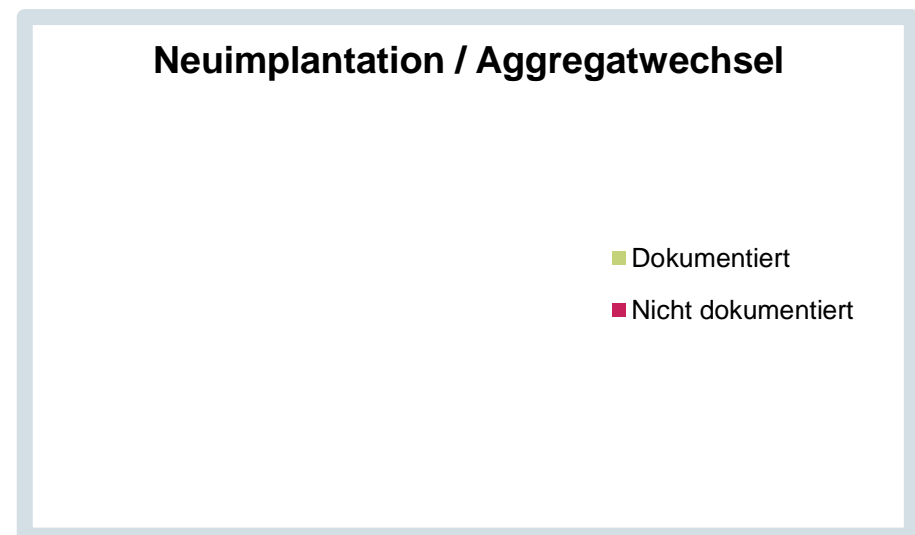 Neuimplantation / Aggregatwechsel
Dokumentiert
Nicht dokumentiert